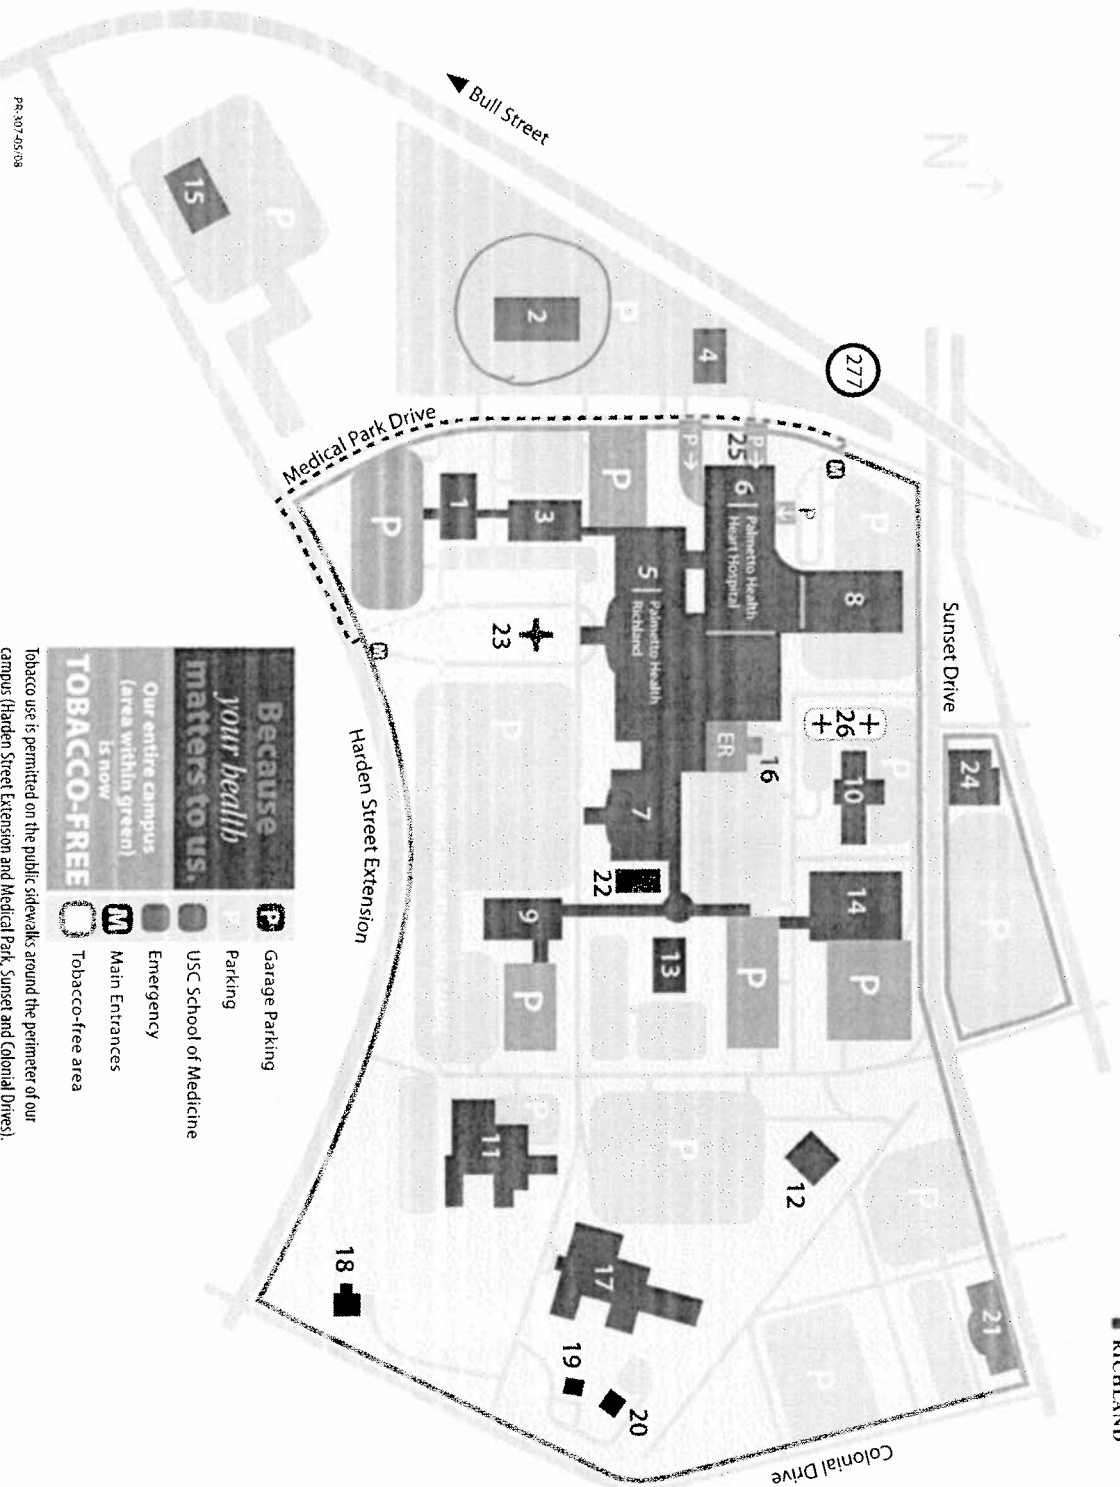 RICHLAND
N
Bull Street
277
Sunset Drive
Medical Park Drive
Harden Street Extension
Colonial Drive
15
P
2
P
4
P
25
P
M
6
Palmetto Health
Heart Hospital
P
P
8
1
3
P
P
5
Palmetto Health
Richland
23
M
P
ER
16
26
10
P
24
P
7
22
9
13
14
P
P
P
11
P
P
12
P
17
18
19
20
21
P
Because
your health
matters to us.
Our entire campus
(area within green)
is now
TOBACCO-FREE
P Garage Parking
P Parking
USC School of Medicine
Emergency
M Main Entrances
Tobacco-free area
Tobacco use is permitted on the public sidewalks around the perimeter of our
campus (Harden Street Extension and Medical Park, Sunset and Colonial Drives).
PR-307-05/08